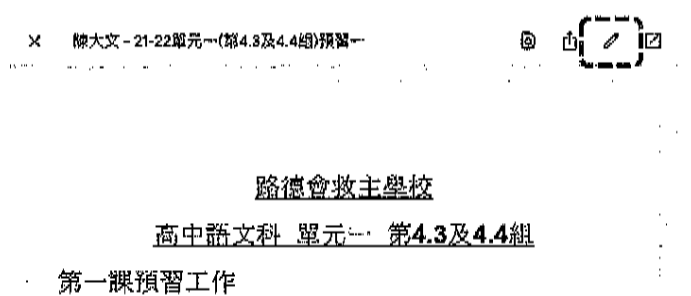 陳大文 – 21-22單元一(第4.3及4.4組)預習一
路德會救主學校
高中語文科 單元一 第4.3及4.4組
第一課預習工作